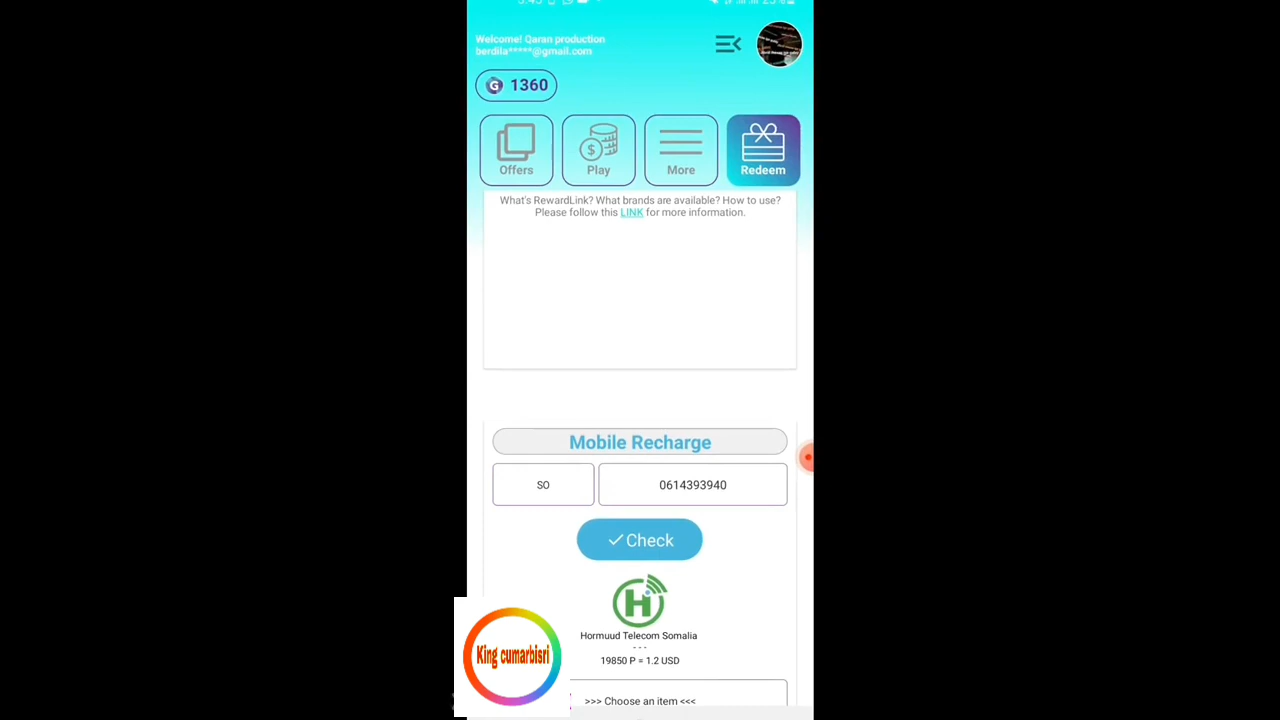 Welcome! Qaran production
berdila*****@gmail.com
G 1360
Offers
Play
More
Redeem
What's RewardLink? What brands are available? How to use?
Please follow this LINK for more information.
Mobile Recharge
SO
0614393940
✓Check
H
Hormuud Telecom Somalia
- - -
19850 P = 1.2 USD
King cumarbisri
>>> Choose an item <<<